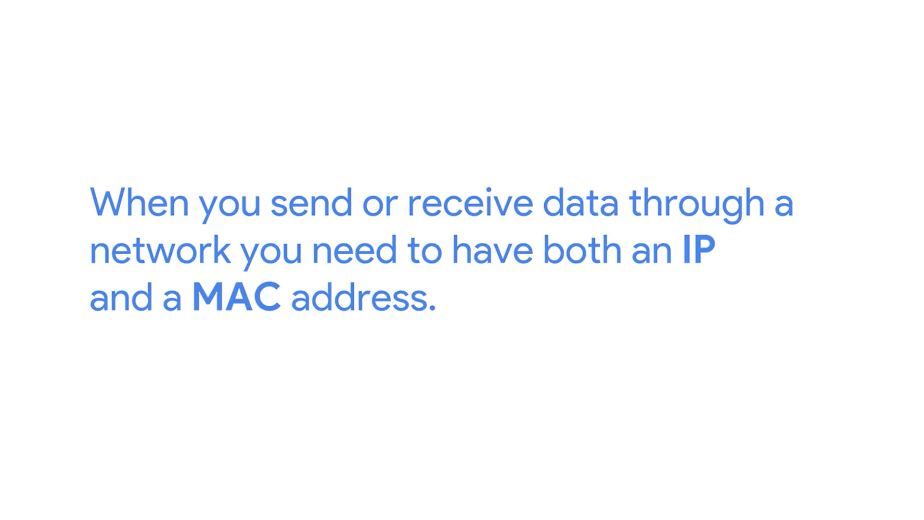 When you send or receive data through a
network you need to have both an IP
and a MAC address.